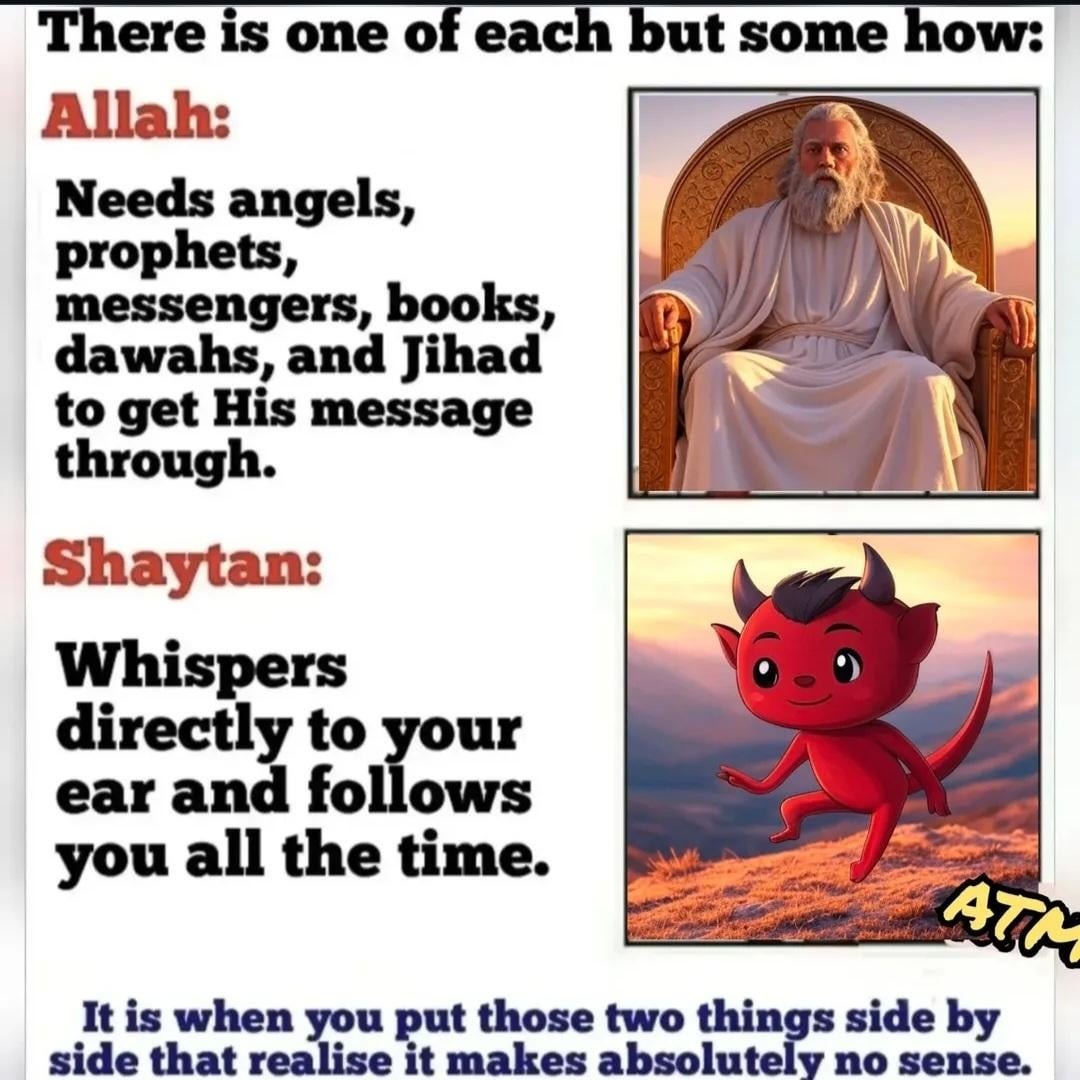 There is one of each but some how:
Allah:
Needs angels,
prophets,
messengers, books,
dawahs, and Jihad
to get His message
through.
Shaytan:
Whispers
directly to your
ear and follows
you all the time.
ATM
It is when you put those two things side by
side that realise it makes absolutely no sense.